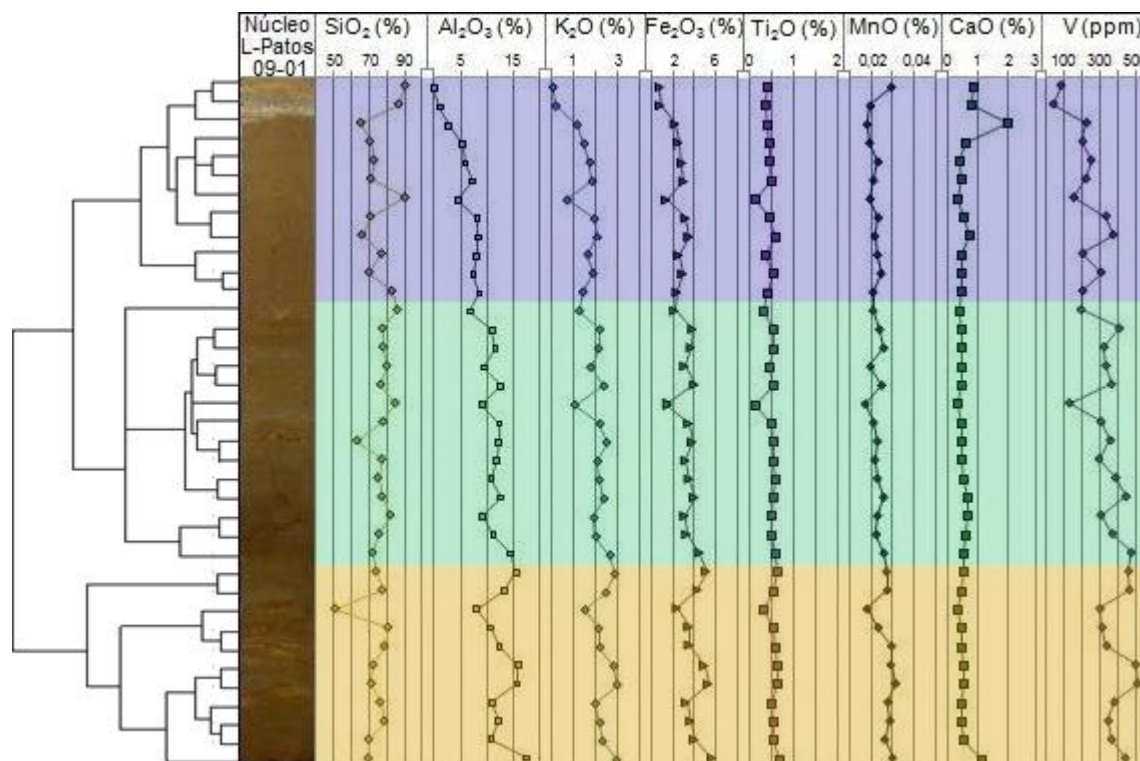 Núcleo SiO₂ (%) Al₂O₃ (%) K₂O (%) Fe₂O₃ (%) Ti₂O (%) MnO (%) CaO (%) V (ppm)
L-Patos
09-01
50 70 90 5 15 1 3 2 6 0 1 2 0.02 0.04 0 1 2 3 100 300 50